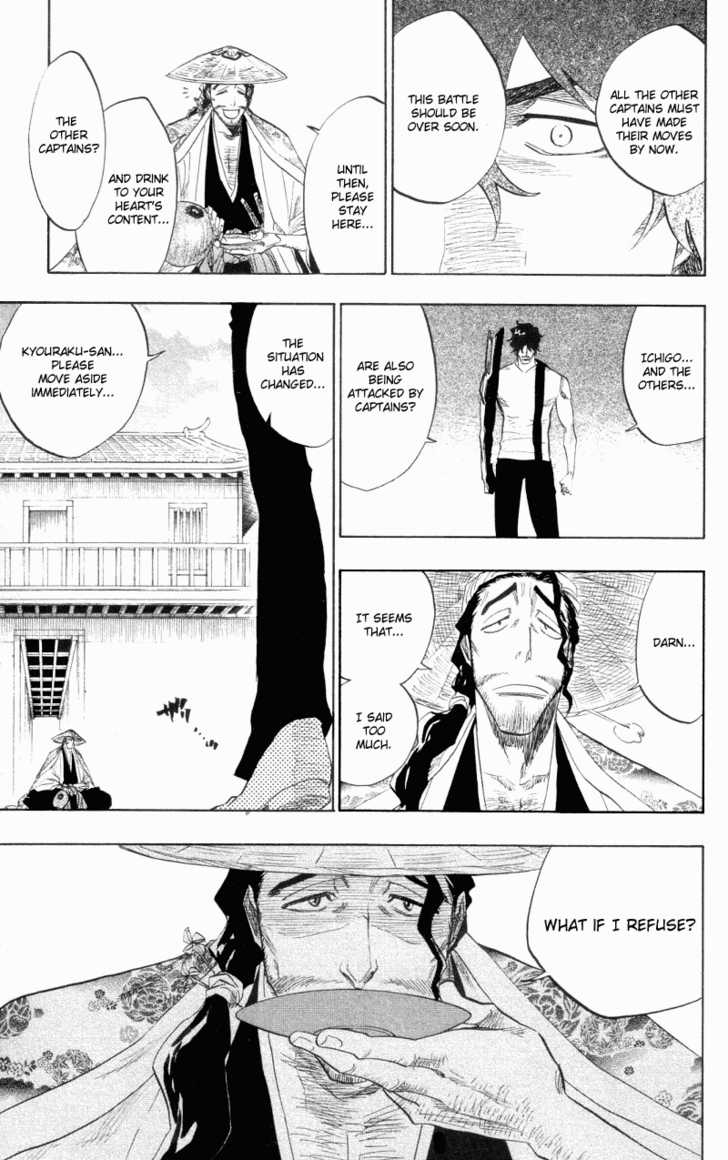 ALL THE OTHER
CAPTAINS MUST
HAVE MADE
THEIR MOVES
BY NOW.
THIS BATTLE
SHOULD BE
OVER SOON.
UNTIL
THEN,
PLEASE
STAY
HERE...
AND DRINK
TO YOUR
HEART'S
CONTENT...
THE
OTHER
CAPTAINS?
ICHIGO...
AND THE
OTHERS...
ARE ALSO
BEING
ATTACKED BY
CAPTAINS?
DARN...
IT SEEMS
THAT...
I SAID
TOO
MUCH.
THE
SITUATION
HAS
CHANGED...
KYOURAKU-SAN...
PLEASE
MOVE ASIDE
IMMEDIATELY...
WHAT IF I REFUSE?